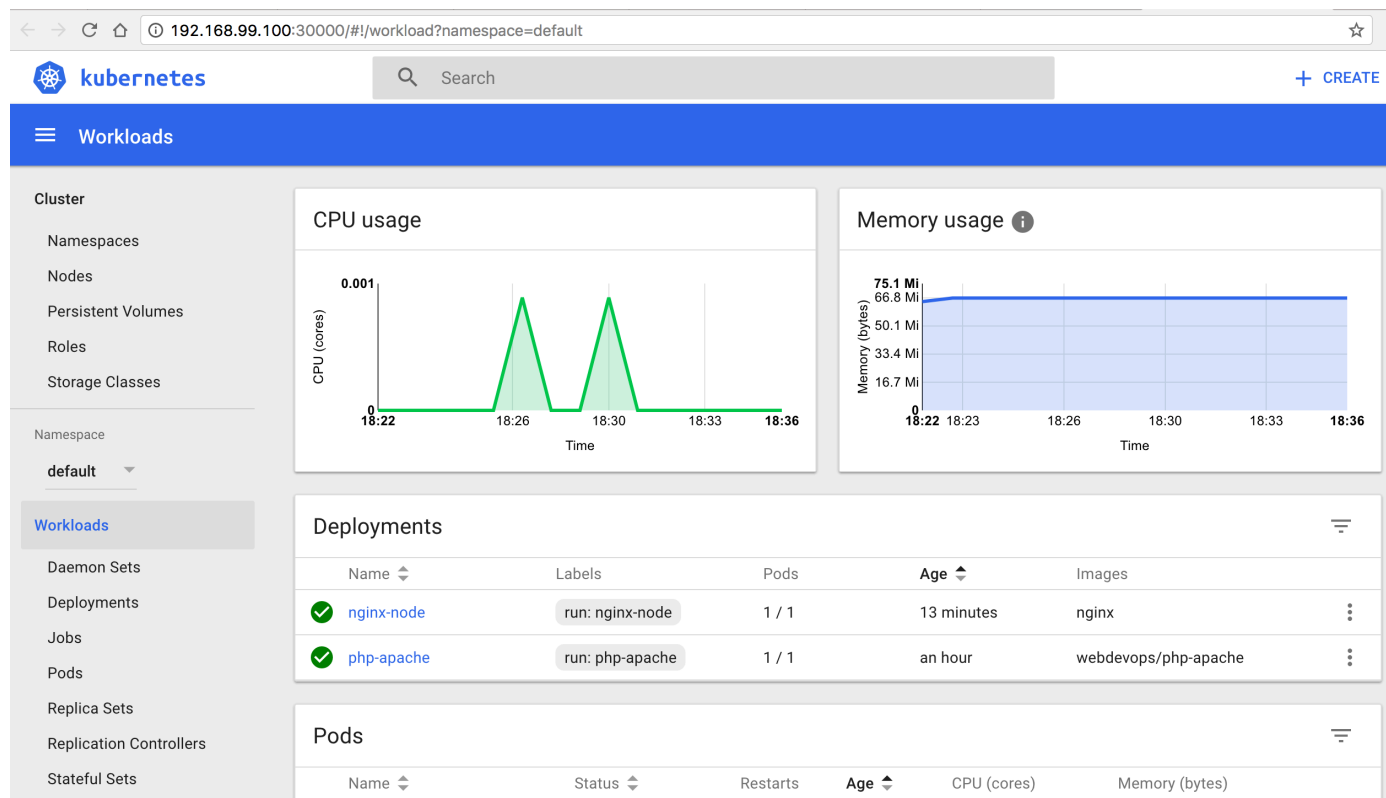 192.168.99.100:30000/#!/workload?namespace=default
kubernetes
Search
CREATE
Workloads
Cluster
Namespaces
Nodes
Persistent Volumes
Roles
Storage Classes
Namespace
default
Workloads
Daemon Sets
Deployments
Jobs
Pods
Replica Sets
Replication Controllers
Stateful Sets
CPU usage
0.001
CPU (cores)
0
18:22 18:26 18:30 18:33 18:36
Time
Memory usage
75.1 Mi
66.8 Mi
50.1 Mi
33.4 Mi
16.7 Mi
0
Memory (bytes)
18:22 18:23 18:26 18:30 18:33 18:36
Time
Deployments
Name Labels Pods Age Images
nginx-node run: nginx-node 1 / 1 13 minutes nginx
php-apache run: php-apache 1 / 1 an hour webdevops/php-apache
Pods
Name Status Restarts Age CPU (cores) Memory (bytes)